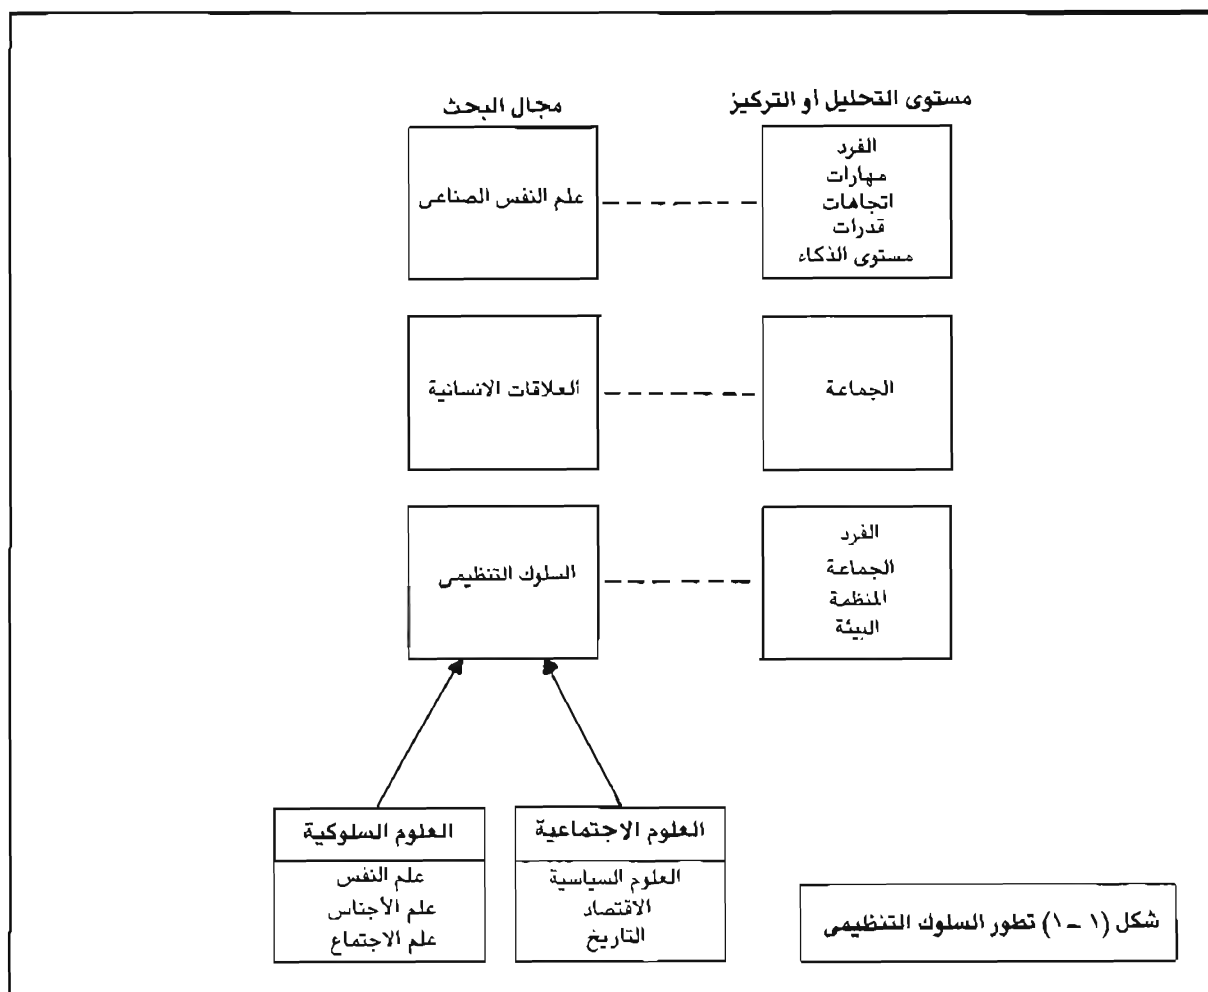 مستوى التحليل أو التركيز
مجال البحث
الفرد
مهارات
اتجاهات
قدرات
مستوى الذكاء
علم النفس الصناعى
الجماعة
العلاقات الانسانية
الفرد
الجماعة
المنظمة
البيئة
السلوك التنظيمى
العلوم الاجتماعية
العلوم السياسية
الاقتصاد
التاريخ
العلوم السلوكية
علم النفس
علم الأجناس
علم الاجتماع
شكل (١ – ١) تطور السلوك التنظيمى